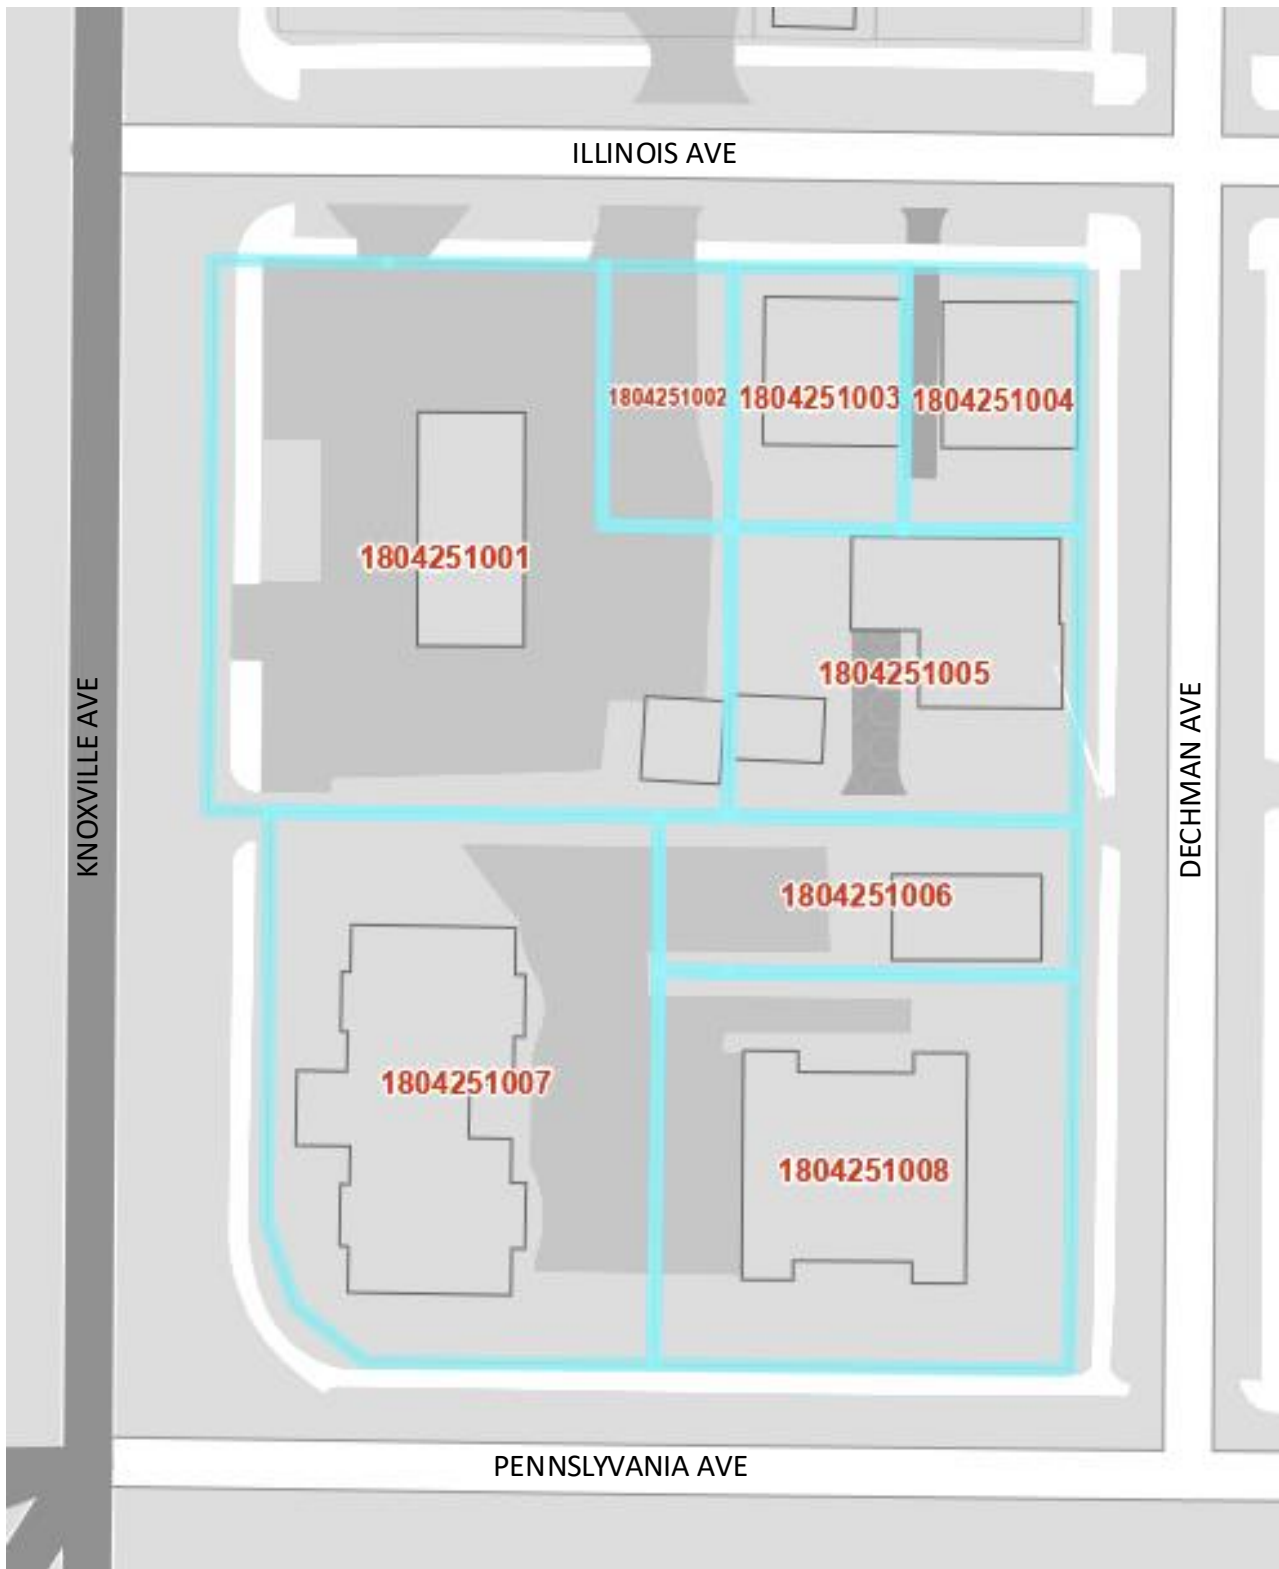 ILLINOIS AVE
1804251002
1804251003
1804251004
1804251001
1804251005
KNOXVILLE AVE
DECHMAN AVE
1804251006
1804251007
1804251008
PENNSLYVANIA AVE